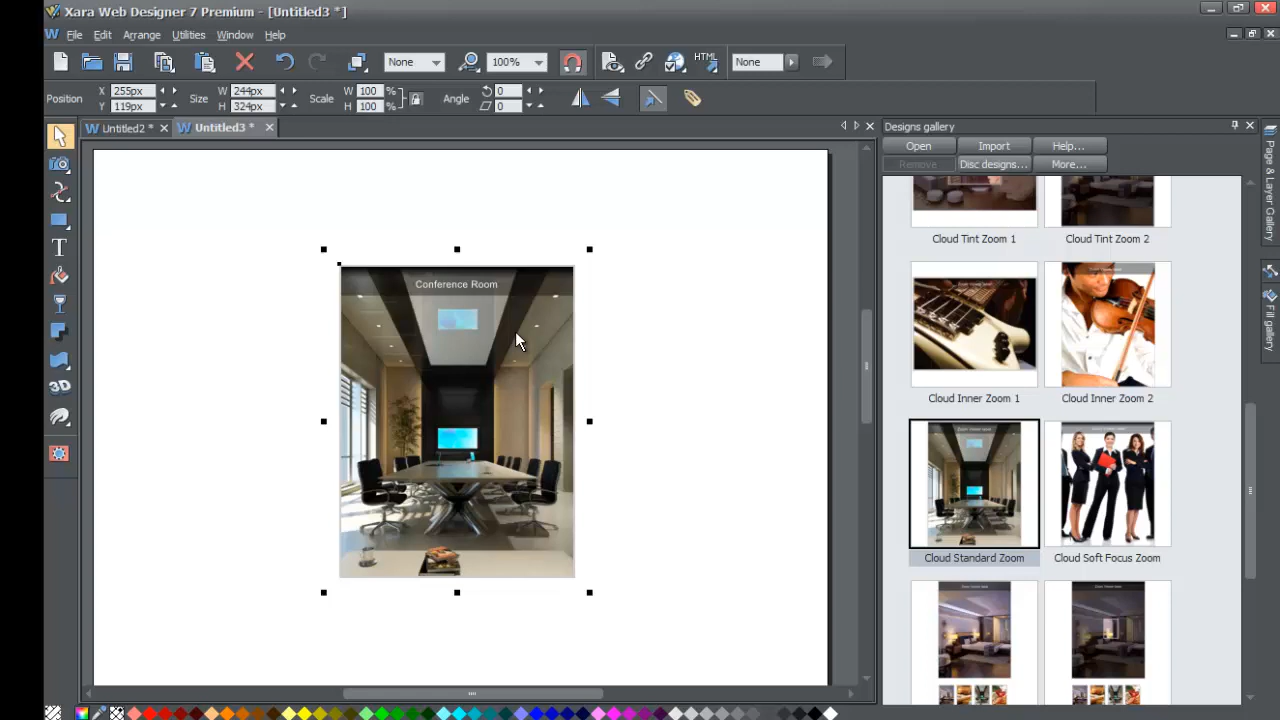 Xara Web Designer 7 Premium - [Untitled3 *]
File Edit Arrange Utilities Window Help
None 100% HTML None
Position X 255px Y 119px Size W 244px H 324px Scale W 100 % H 100 % Angle 0 0
Untitled2 * Untitled3 *
Designs gallery
Open Import Help...
Remove Disc designs... More...
Page & Layer Gallery
Fill gallery
Cloud Tint Zoom 1 Cloud Tint Zoom 2
Cloud Inner Zoom 1 Cloud Inner Zoom 2
Cloud Standard Zoom Cloud Soft Focus Zoom
Conference Room
T
3D